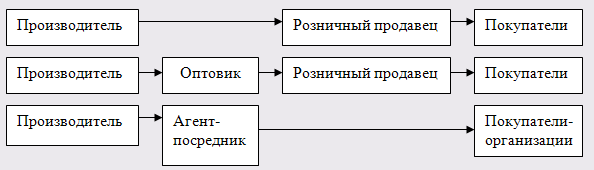 Производитель Розничный продавец Покупатели
Производитель Оптовик Розничный продавец Покупатели
Производитель Агент- Покупатели-
посредник организации